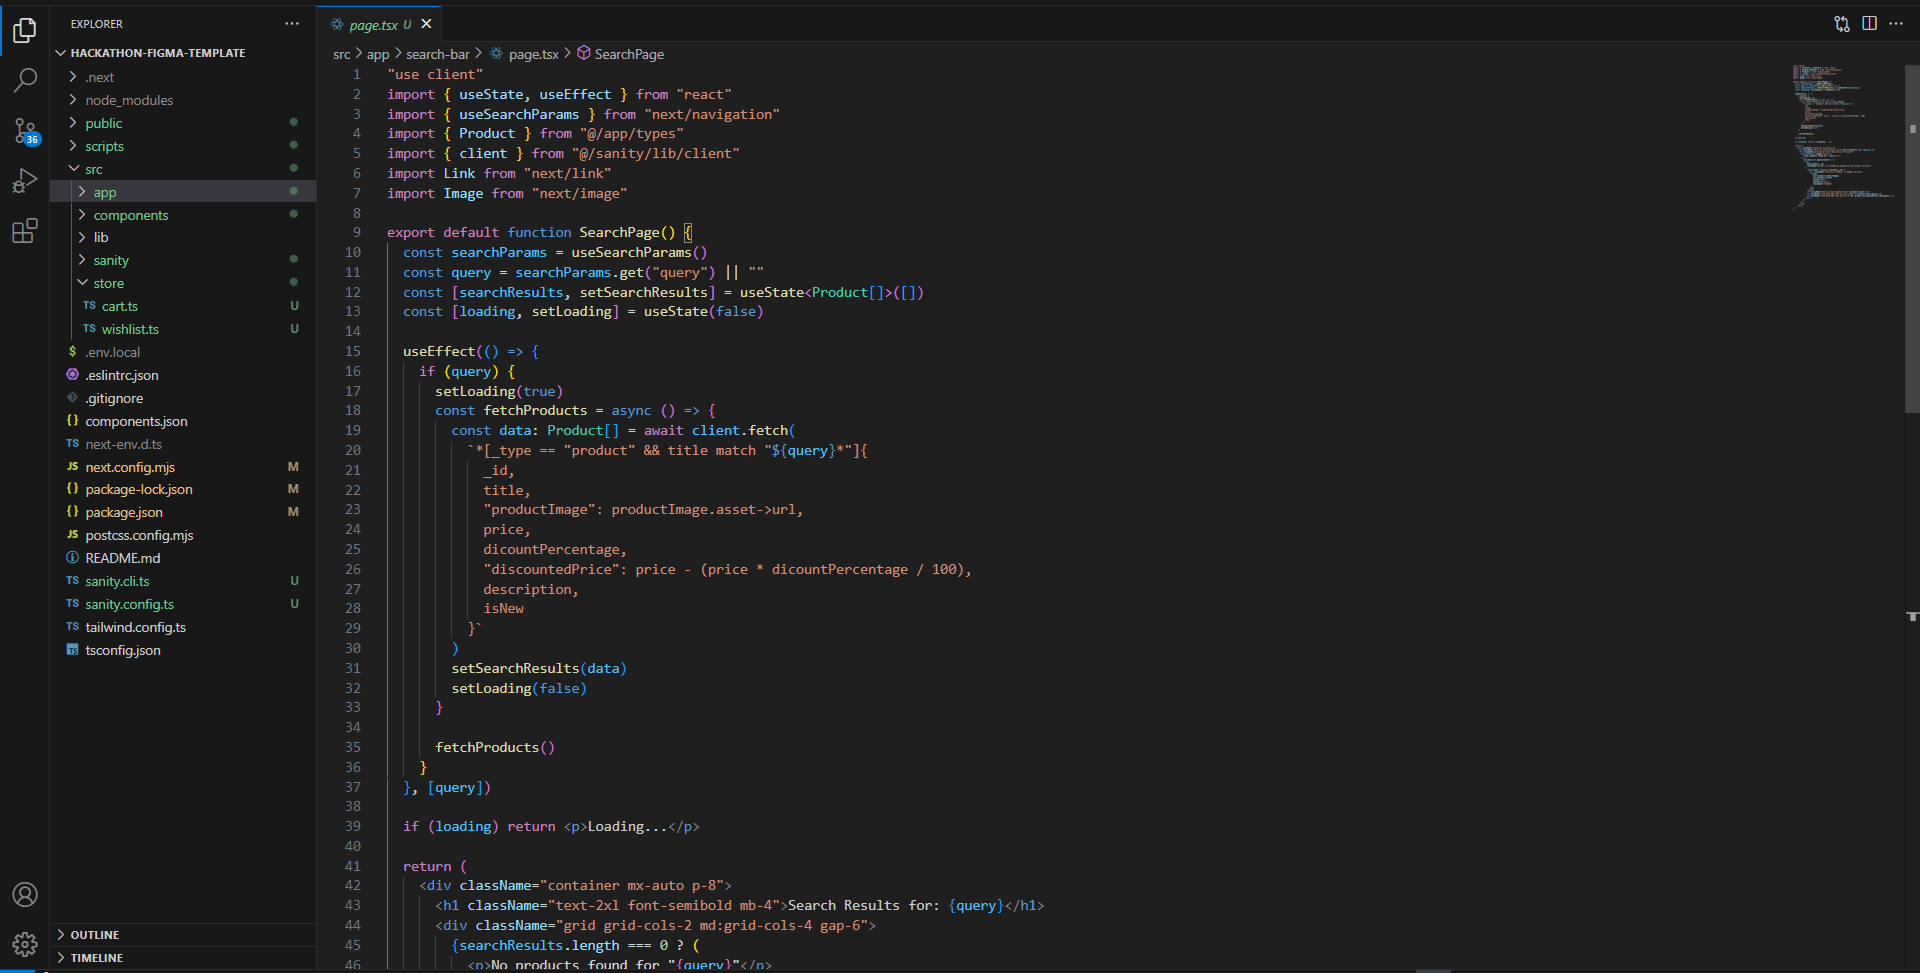 EXPLORER
HACKATHON-FIGMA-TEMPLATE
.next
node_modules
public
scripts
src
app
components
lib
sanity
store
TS cart.ts U
TS wishlist.ts U
$ .env.local
.eslintrc.json
.gitignore
{} components.json
TS next-env.d.ts
JS next.config.mjs M
{} package-lock.json M
{} package.json M
JS postcss.config.mjs
README.md
TS sanity.cli.ts U
TS sanity.config.ts U
TS tailwind.config.ts
TS tsconfig.json
OUTLINE
TIMELINE
36
page.tsx U
src > app > search-bar > page.tsx > SearchPage
1 "use client"
2 import { useState, useEffect } from "react"
3 import { useSearchParams } from "next/navigation"
4 import { Product } from "@/app/types"
5 import { client } from "@/sanity/lib/client"
6 import Link from "next/link"
7 import Image from "next/image"
8
9 export default function SearchPage() {
10 const searchParams = useSearchParams()
11 const query = searchParams.get("query") || ""
12 const [searchResults, setSearchResults] = useState<Product[]>([])
13 const [loading, setLoading] = useState(false)
14
15 useEffect(() => {
16 if (query) {
17 setLoading(true)
18 const fetchProducts = async () => {
19 const data: Product[] = await client.fetch(
20 `*[_type == "product" && title match "${query}*"]{
21 _id,
22 title,
23 "productImage": productImage.asset->url,
24 price,
25 dicountPercentage,
26 "discountedPrice": price - (price * dicountPercentage / 100),
27 description,
28 isNew
29 }`
30 )
31 setSearchResults(data)
32 setLoading(false)
33 }
34
35 fetchProducts()
36 }
37 }, [query])
38
39 if (loading) return <p>Loading...</p>
40
41 return (
42 <div className="container mx-auto p-8">
43 <h1 className="text-2xl font-semibold mb-4">Search Results for: {query}</h1>
44 <div className="grid grid-cols-2 md:grid-cols-4 gap-6">
45 {searchResults.length === 0 ? (
46 <p>No products found for "{query}"</p>